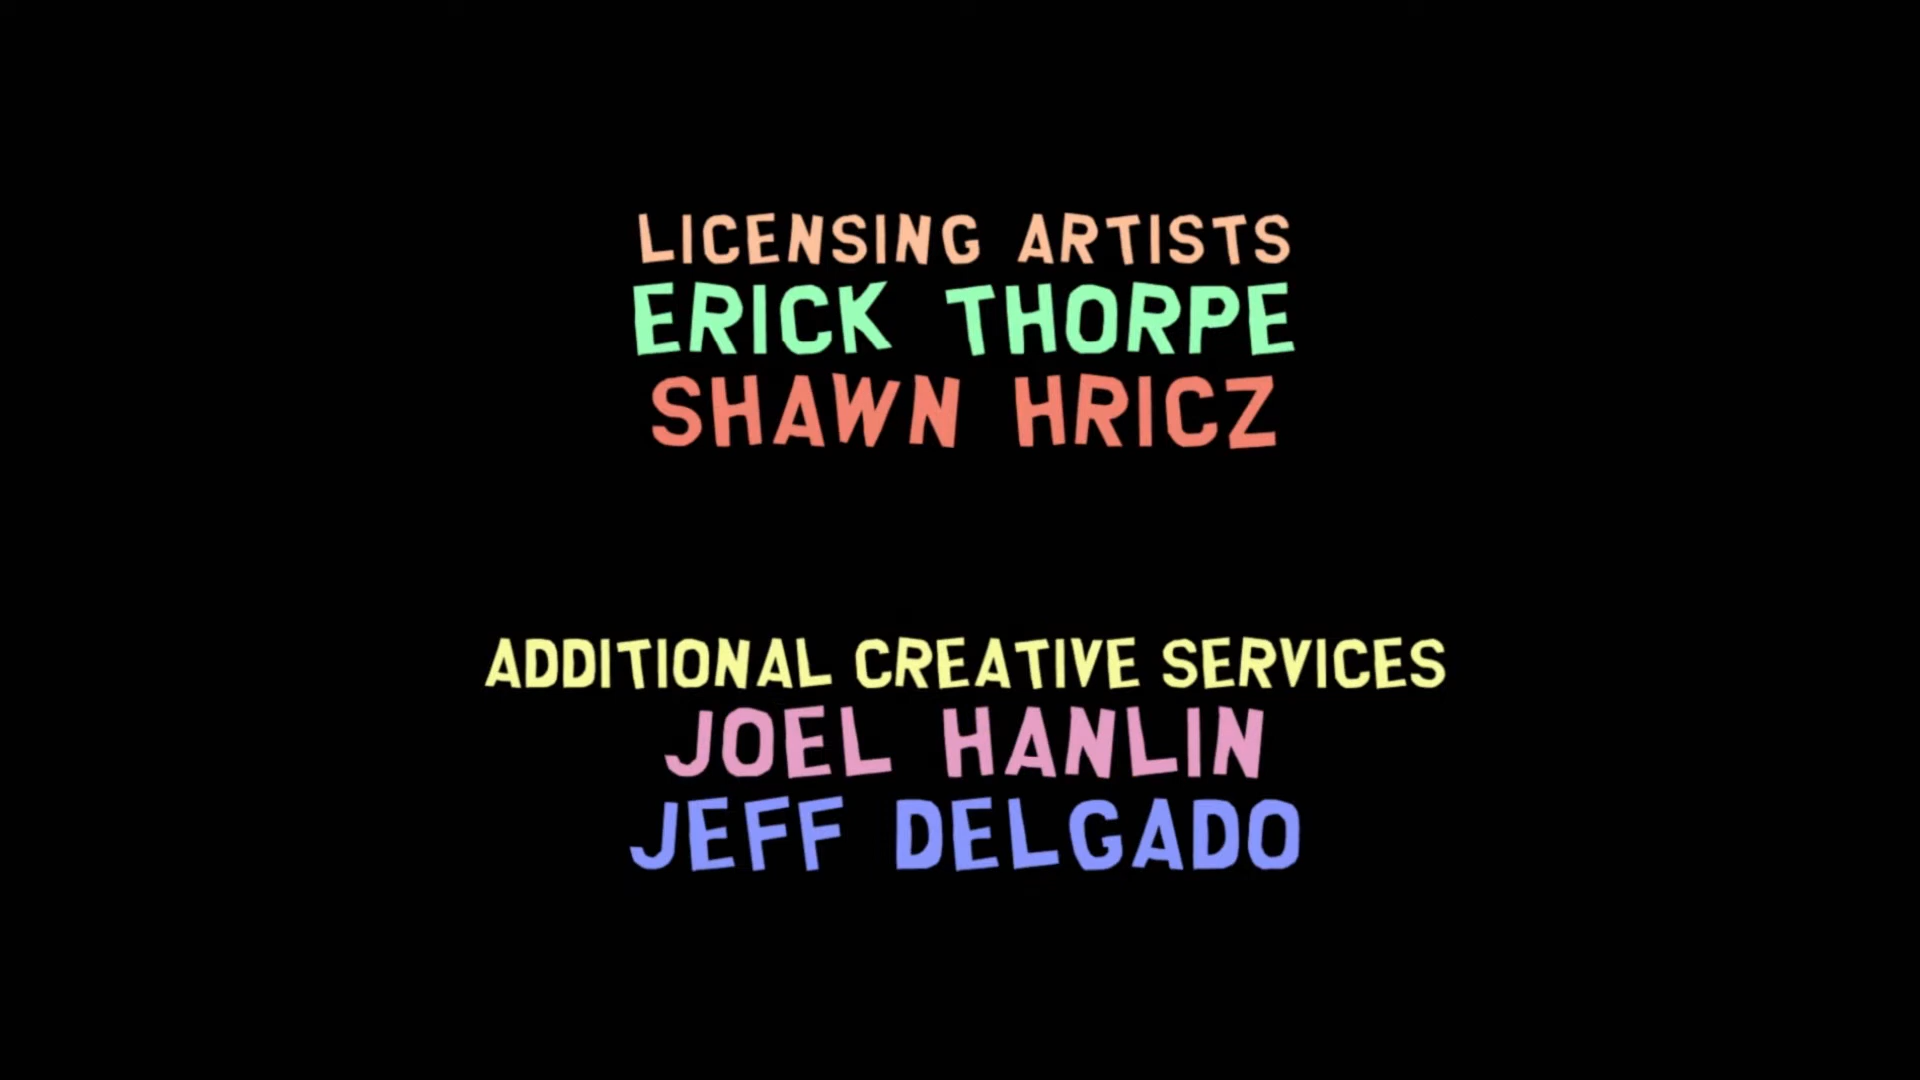 LICENSING ARTISTS
ERICK THORPE
SHAWN HRICZ
ADDITIONAL CREATIVE SERVICES
JOEL HANLIN
JEFF DELGADO